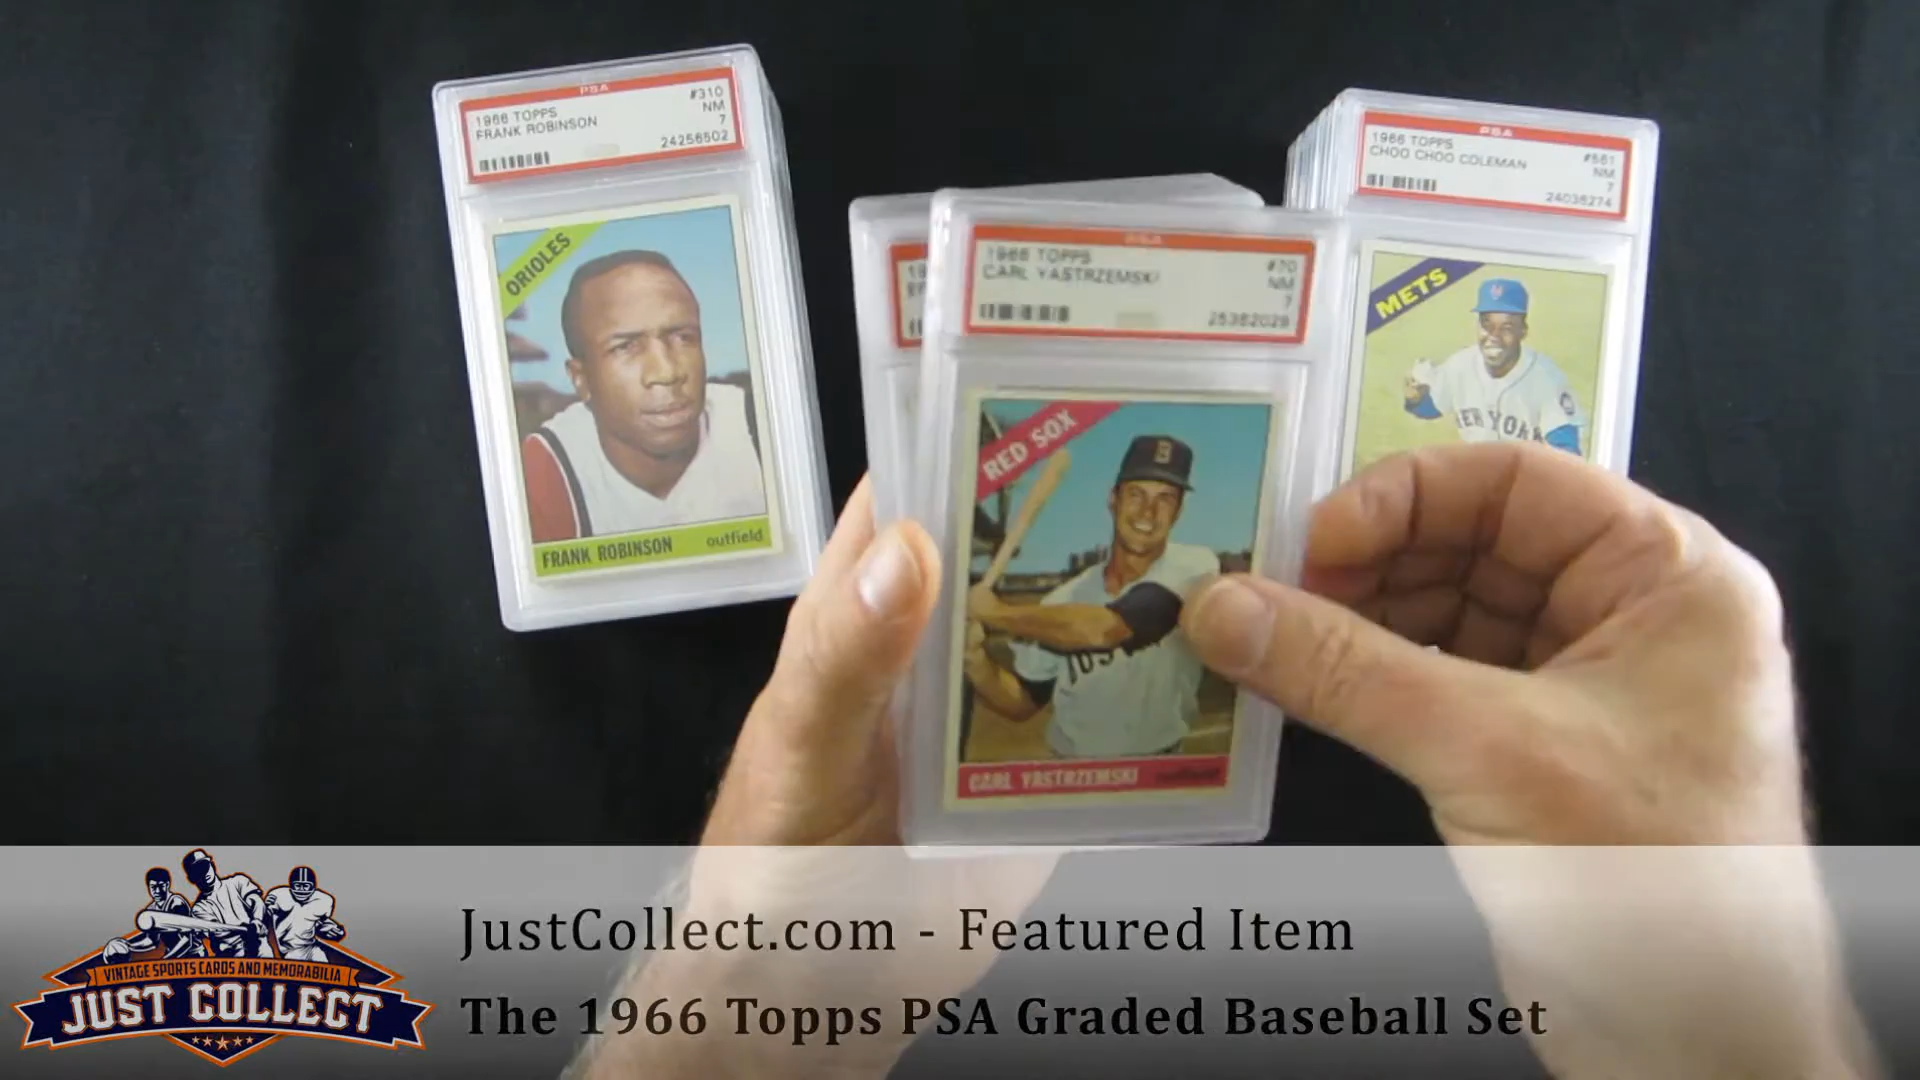 PSA
1966 TOPPS #310
FRANK ROBINSON NM
7
24256502
ORIOLES
FRANK ROBINSON outfield
PSA
1966 TOPPS #70
CARL YASTRZEMSKI NM
7
25362029
RED SOX
BOS
CARL YASTRZEMSKI outfield
PSA
1966 TOPPS #561
CHOO CHOO COLEMAN NM
7
24036274
METS
NEW YORK
VINTAGE SPORTS CARDS AND MEMORABILIA
JUST COLLECT
JustCollect.com - Featured Item
The 1966 Topps PSA Graded Baseball Set